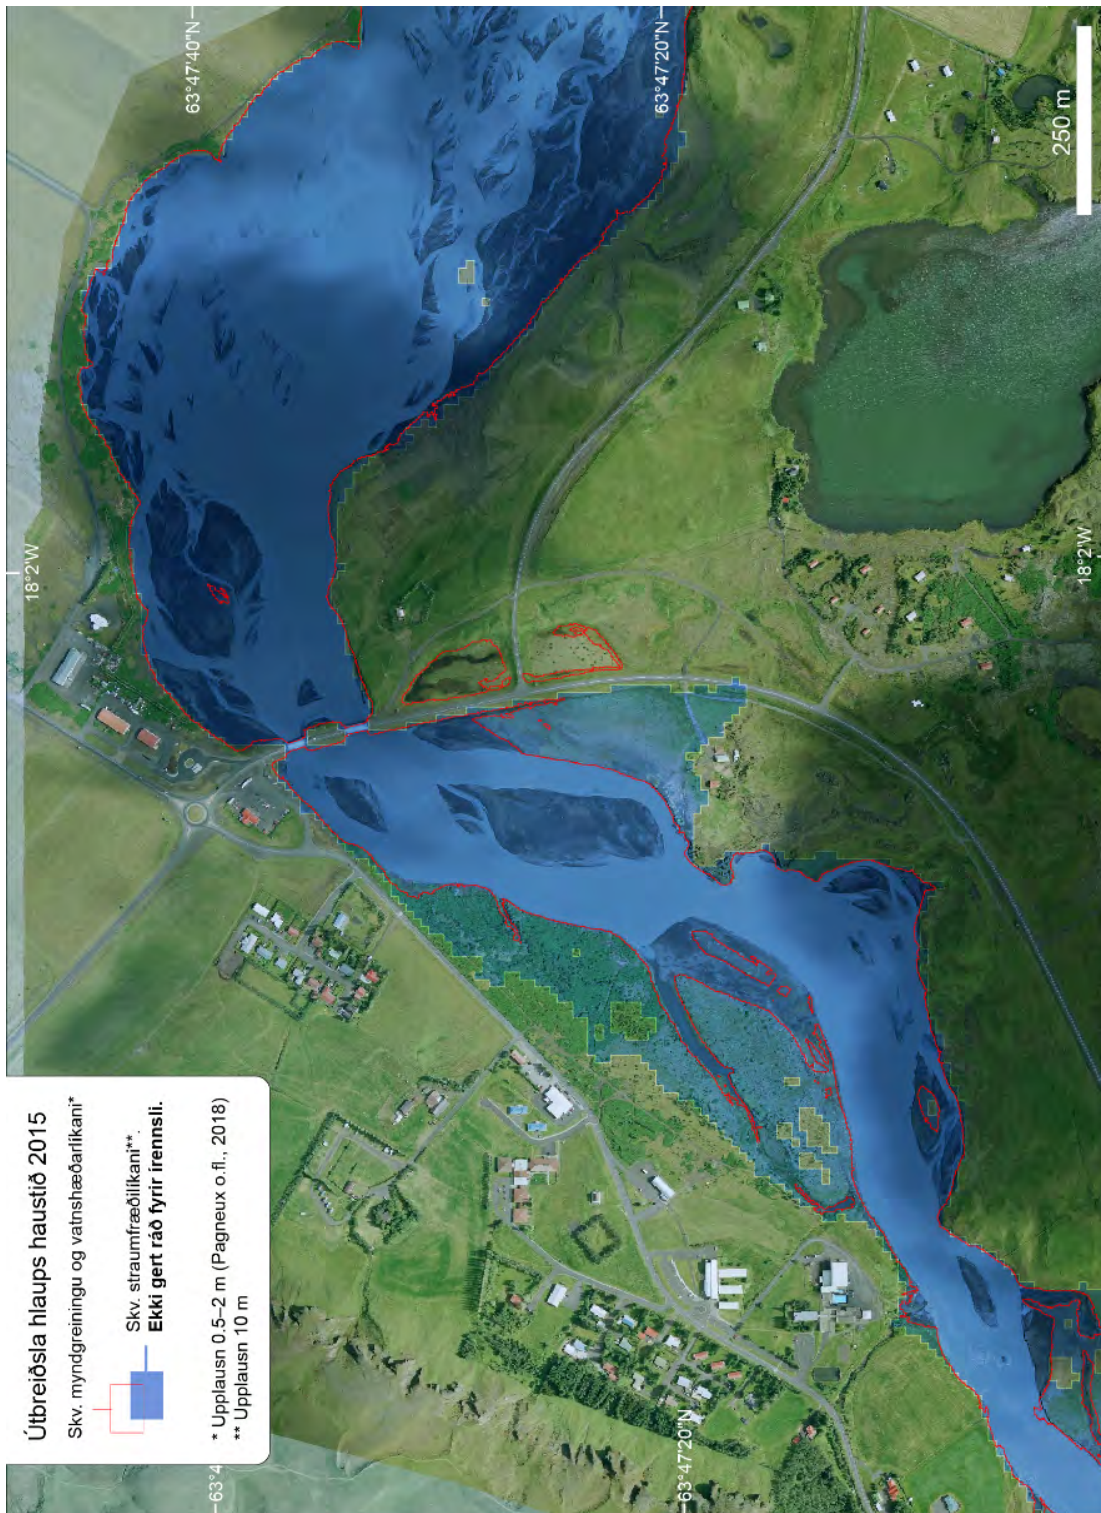 Útbreiðsla hlaups haustið 2015
Skv. myndgreiningu og vatnshæðarlíkani*
Skv. straumfræðilíkani**.
Ekki gert ráð fyrir írennsli.
* Upplausn 0.5–2 m (Pagneux o.fl., 2018)
** Upplausn 10 m
63°4
63°47'20"N
18°2'W
18°2'W
63°47'40"N
63°47'20"N
250 m